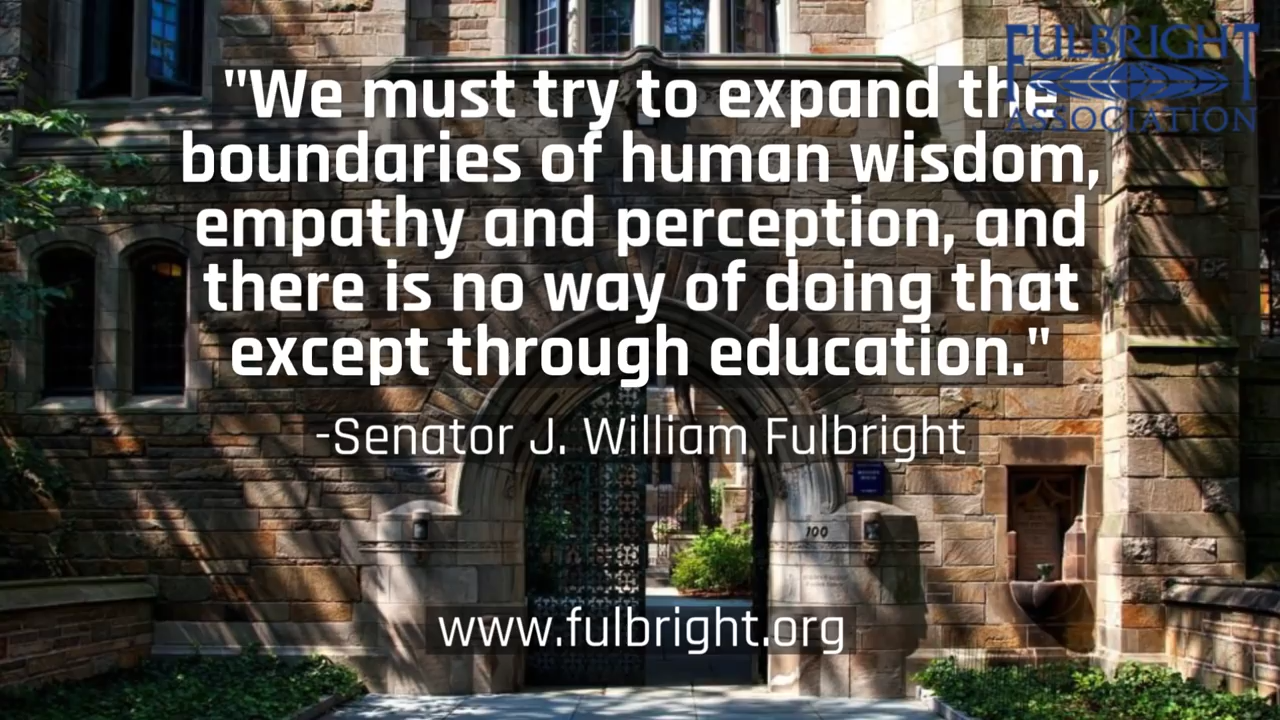 FULBRIGHT
ASSOCIATION
"We must try to expand the
boundaries of human wisdom,
empathy and perception, and
there is no way of doing that
except through education."
-Senator J. William Fulbright
100
www.fulbright.org